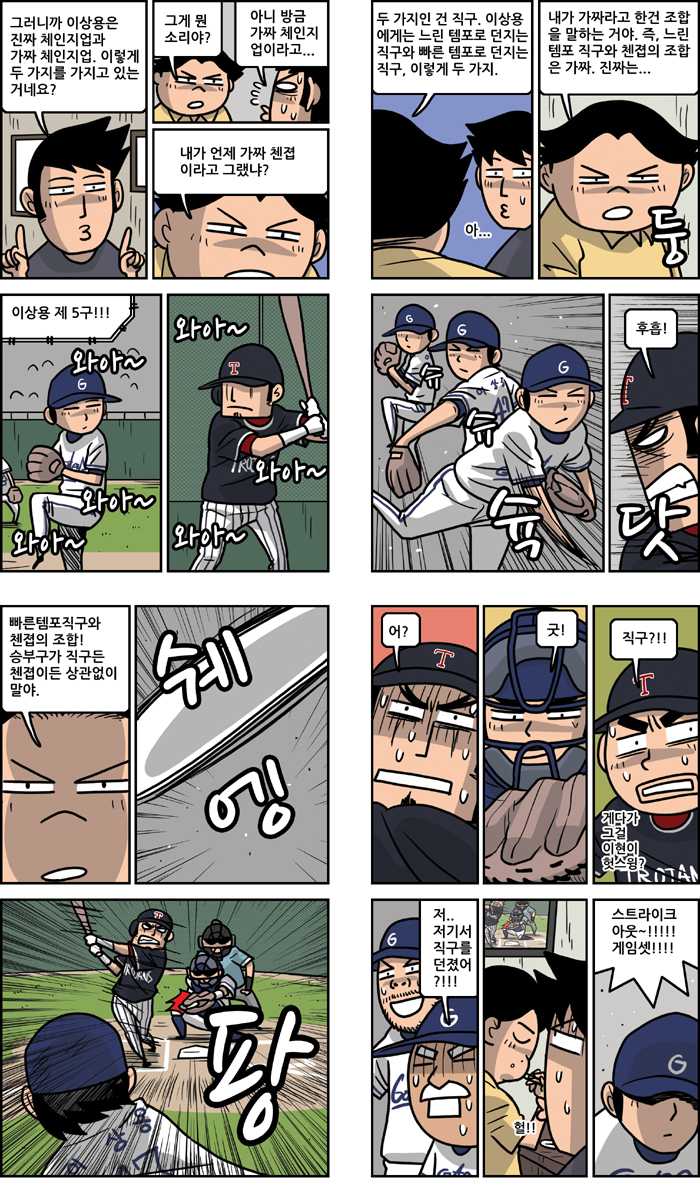 그러니까 이상용은
진짜 체인지업과
가짜 체인지업. 이렇게
두 가지를 가지고 있는
거네요?
그게 뭔
소리야?
아니 방금
가짜 체인지
업이라고...
내가 언제 가짜 첸졉
이라고 그랬냐?
두 가지인 건 직구. 이상용
에게는 느린 템포로 던지는
직구와 빠른 템포로 던지는
직구, 이렇게 두 가지.
아...
내가 가짜라고 한건 조합
을 말하는 거야. 즉, 느린
템포 직구와 첸졉의 조합
은 가짜. 진짜는...
둥
이상용 제 5구!!!
와아~
G
와아~
와아~
와아~
T
와아~
와아~
G
G
G
이상용
슈
슈
슉
후흡!
T
닷
빠른템포직구와
첸졉의 조합!
승부구가 직구든
첸졉이든 상관없이
말야.
쉐
엥
어?
T
굿!
직구?!!
T
게다가
그걸
이현이
헛스윙?
TROJAN
T
팡
이상용
저..
저기서
직구를
던졌어
?!!!
G
G
헐!!
스트라이크
아웃~!!!!!
게임셋!!!!
G